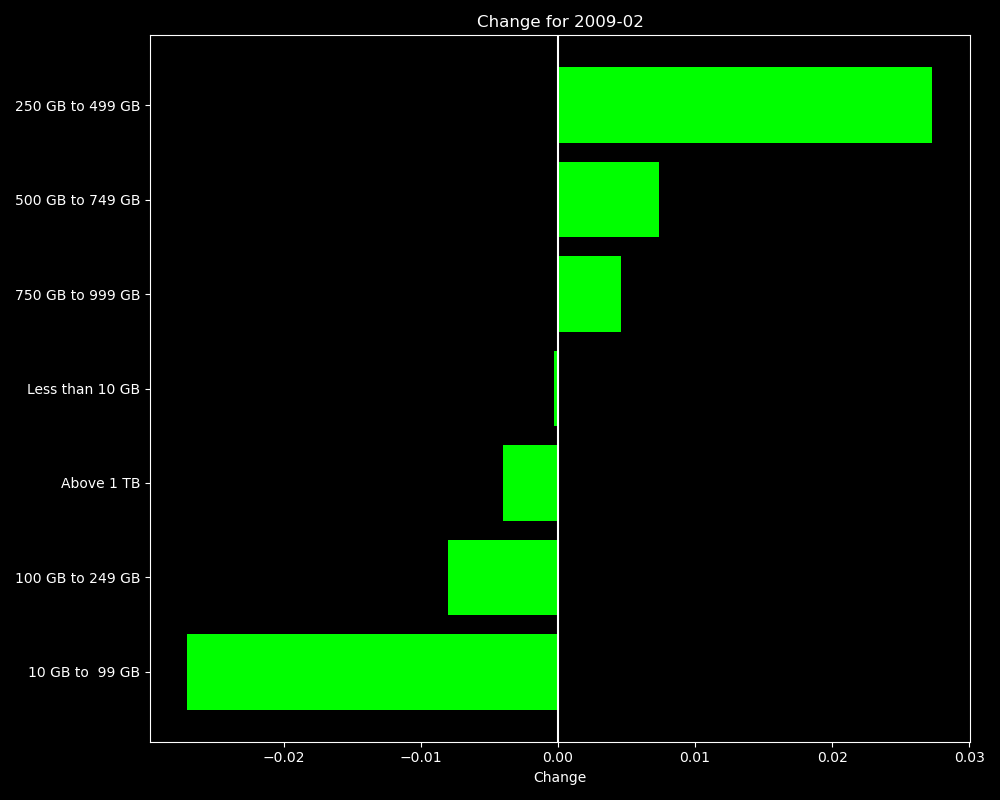 Change for 2009-02
250 GB to 499 GB
500 GB to 749 GB
750 GB to 999 GB
Less than 10 GB
Above 1 TB
100 GB to 249 GB
10 GB to  99 GB
−0.02 −0.01 0.00 0.01 0.02 0.03
Change